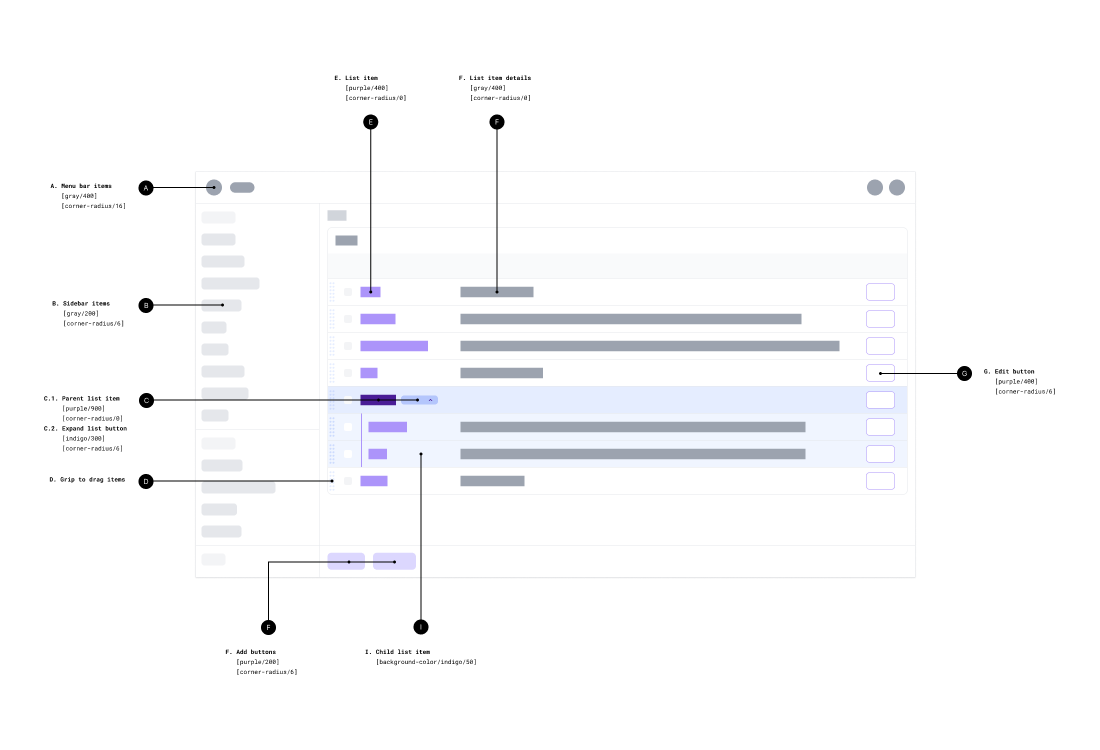 E. List item
[purple/400]
[corner-radius/0]
F. List item details
[gray/400]
[corner-radius/0]
E
F
A. Menu bar items
[gray/400]
[corner-radius/16]
A
B. Sidebar items
[gray/200]
[corner-radius/6]
B
G
G. Edit button
[purple/400]
[corner-radius/6]
C.1. Parent list item
[purple/900]
[corner-radius/0]
C.2. Expand list button
[indigo/300]
[corner-radius/6]
C
D. Grip to drag items
D
F
I
F. Add buttons
[purple/200]
[corner-radius/6]
I. Child list item
[background-color/indigo/50]